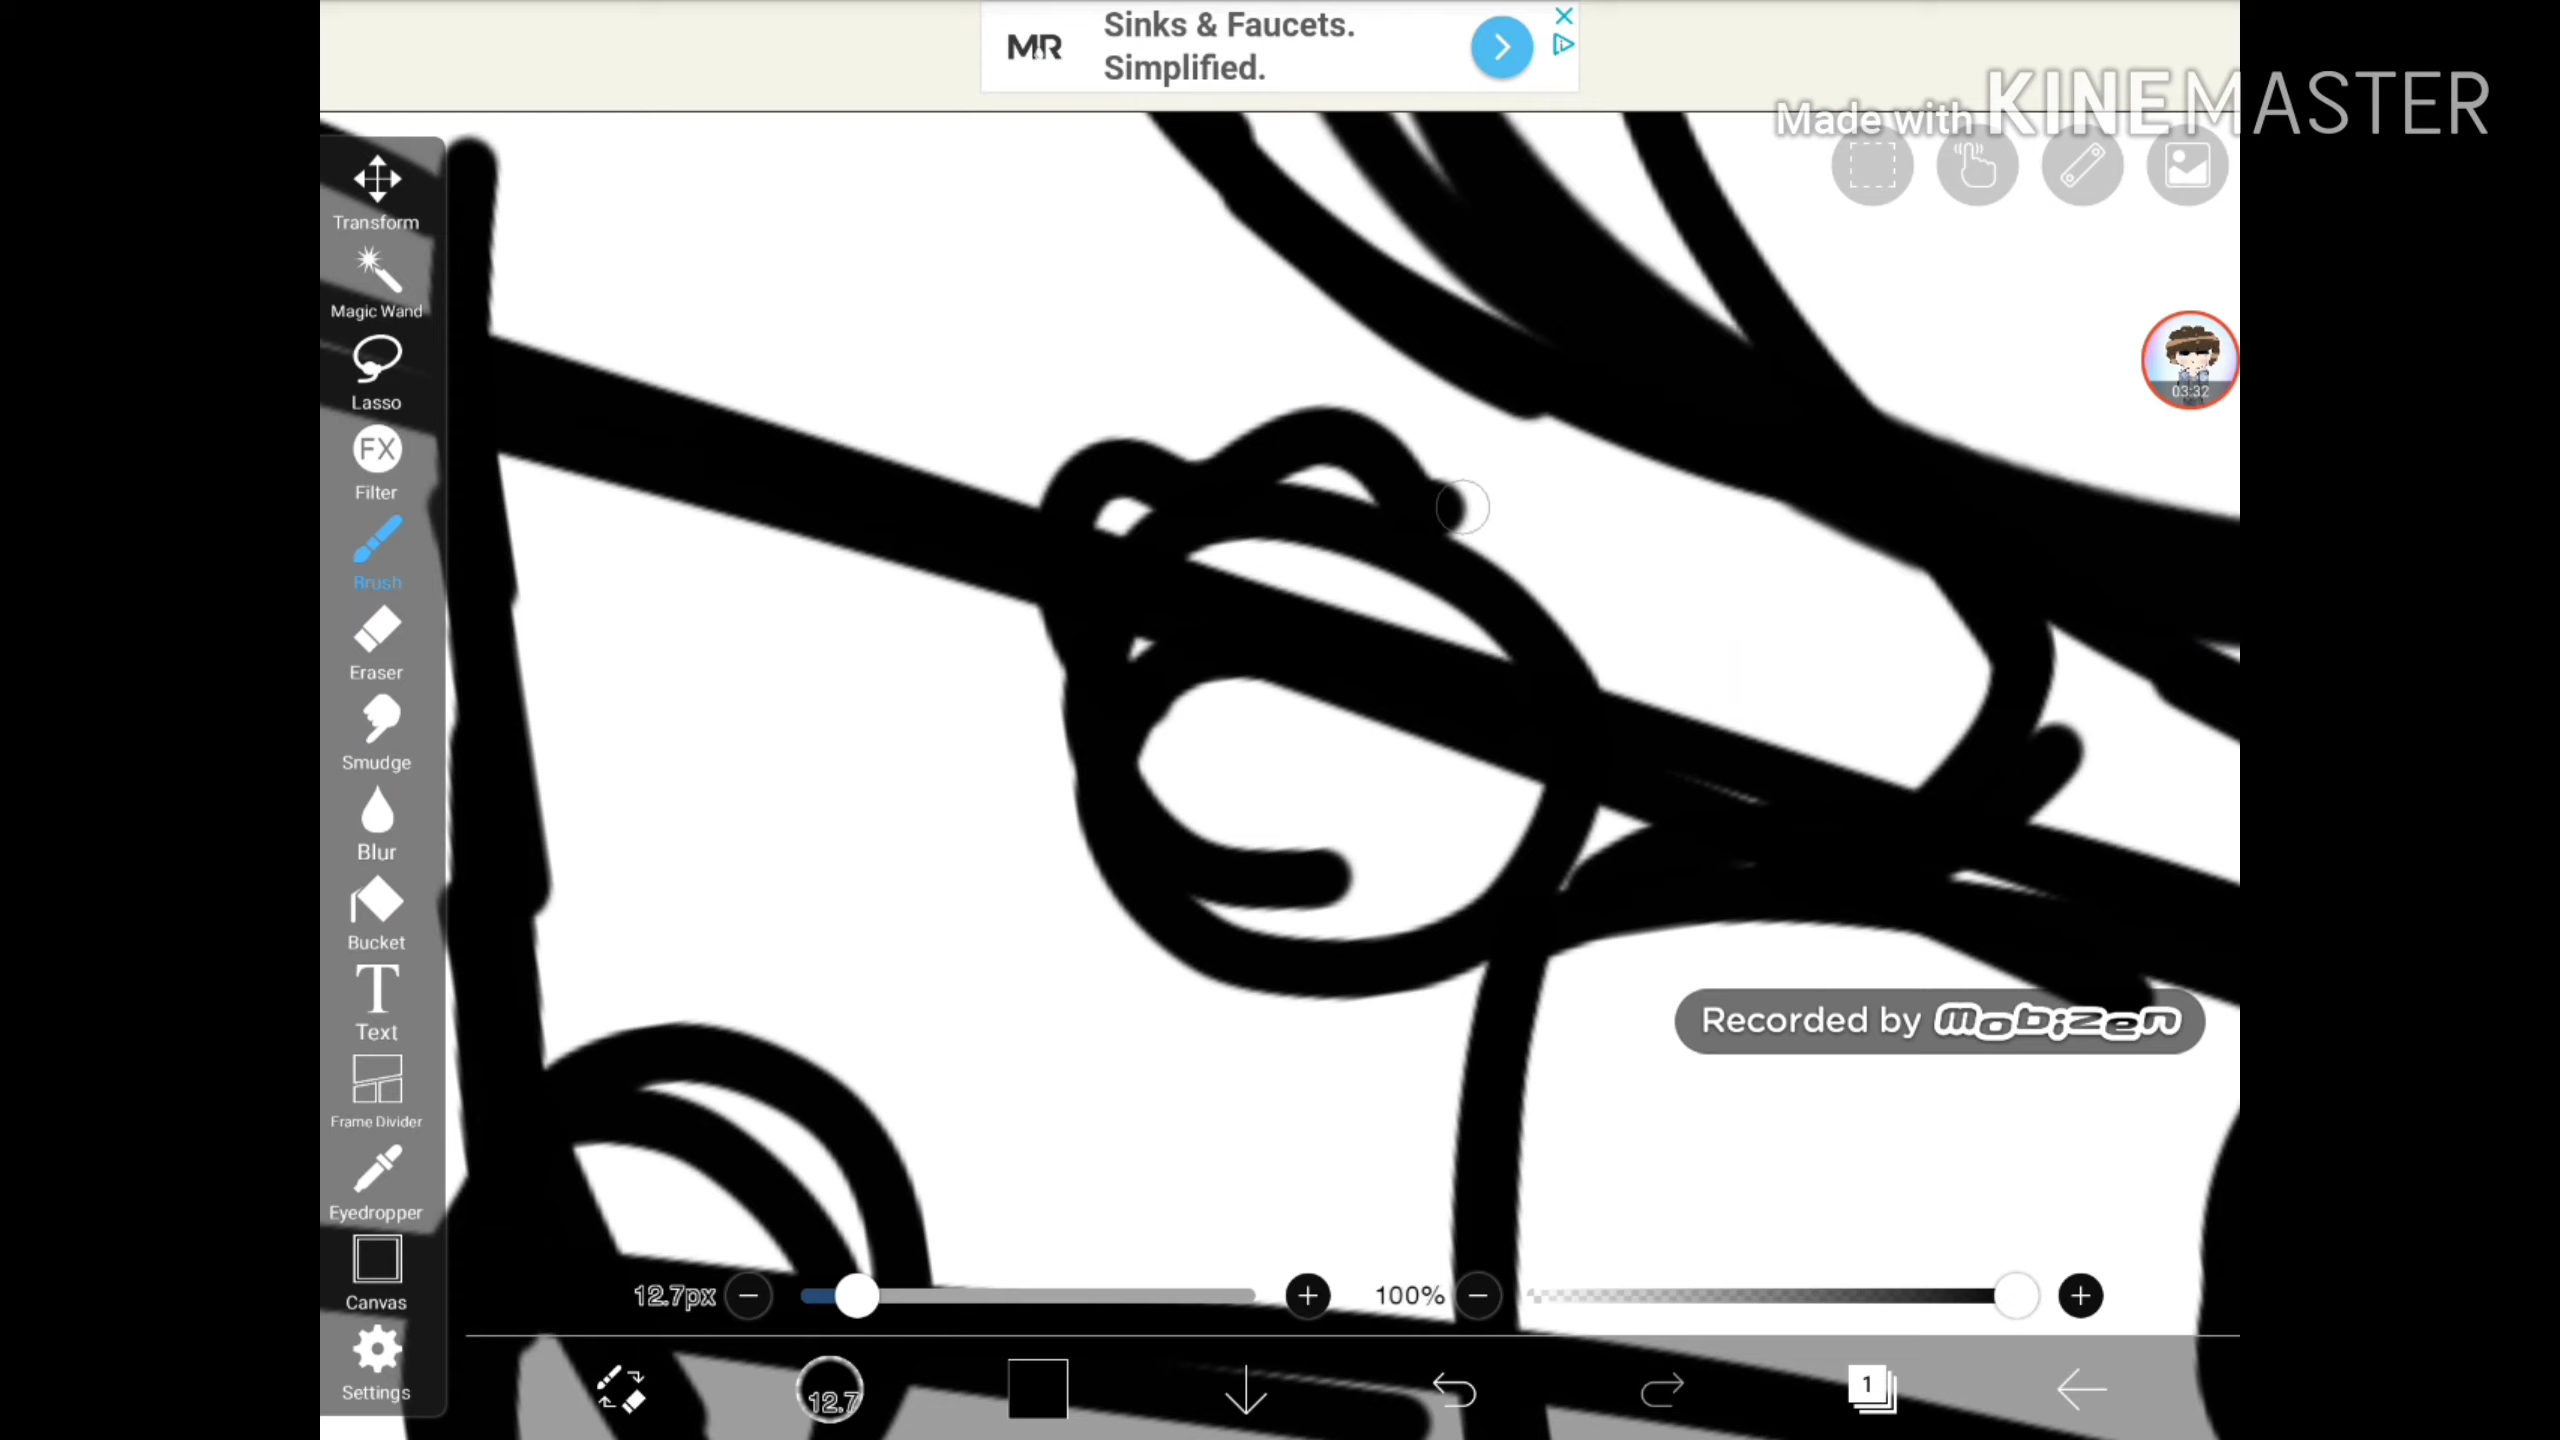 MR
Sinks & Faucets.
Simplified.
Made with KINEMASTER
Transform
Magic Wand
Lasso
03:32
FX
Filter
Brush
Eraser
Smudge
Blur
Bucket
T
Text
Recorded by mobizen
Frame Divider
Eyedropper
Canvas
12.7px
100%
Settings
12.7
1